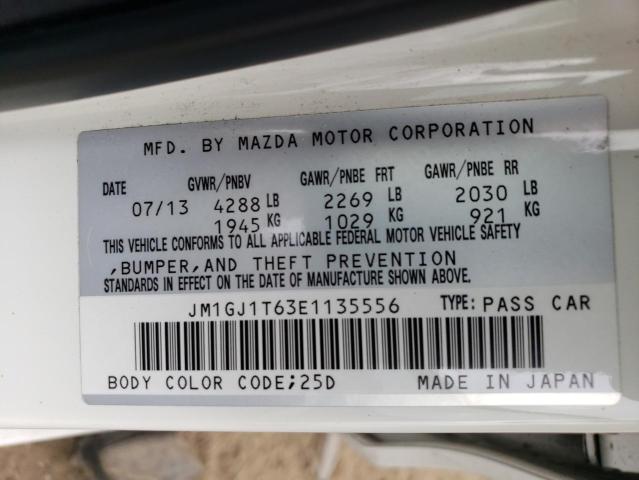 MFD. BY MAZDA MOTOR CORPORATION
DATE GVWR/PNBV GAWR/PNBE FRT GAWR/PNBE RR
07/13 4288 LB 2269 LB 2030 LB
1945 KG 1029 KG 921 KG
THIS VEHICLE CONFORMS TO ALL APPLICABLE FEDERAL MOTOR VEHICLE SAFETY
,BUMPER,AND THEFT PREVENTION
STANDARDS IN EFFECT ON THE DATE OF MANUFACTURE SHOWN ABOVE.
JM1GJ1T63E1135556 TYPE: PASS CAR
BODY COLOR CODE;25D MADE IN JAPAN